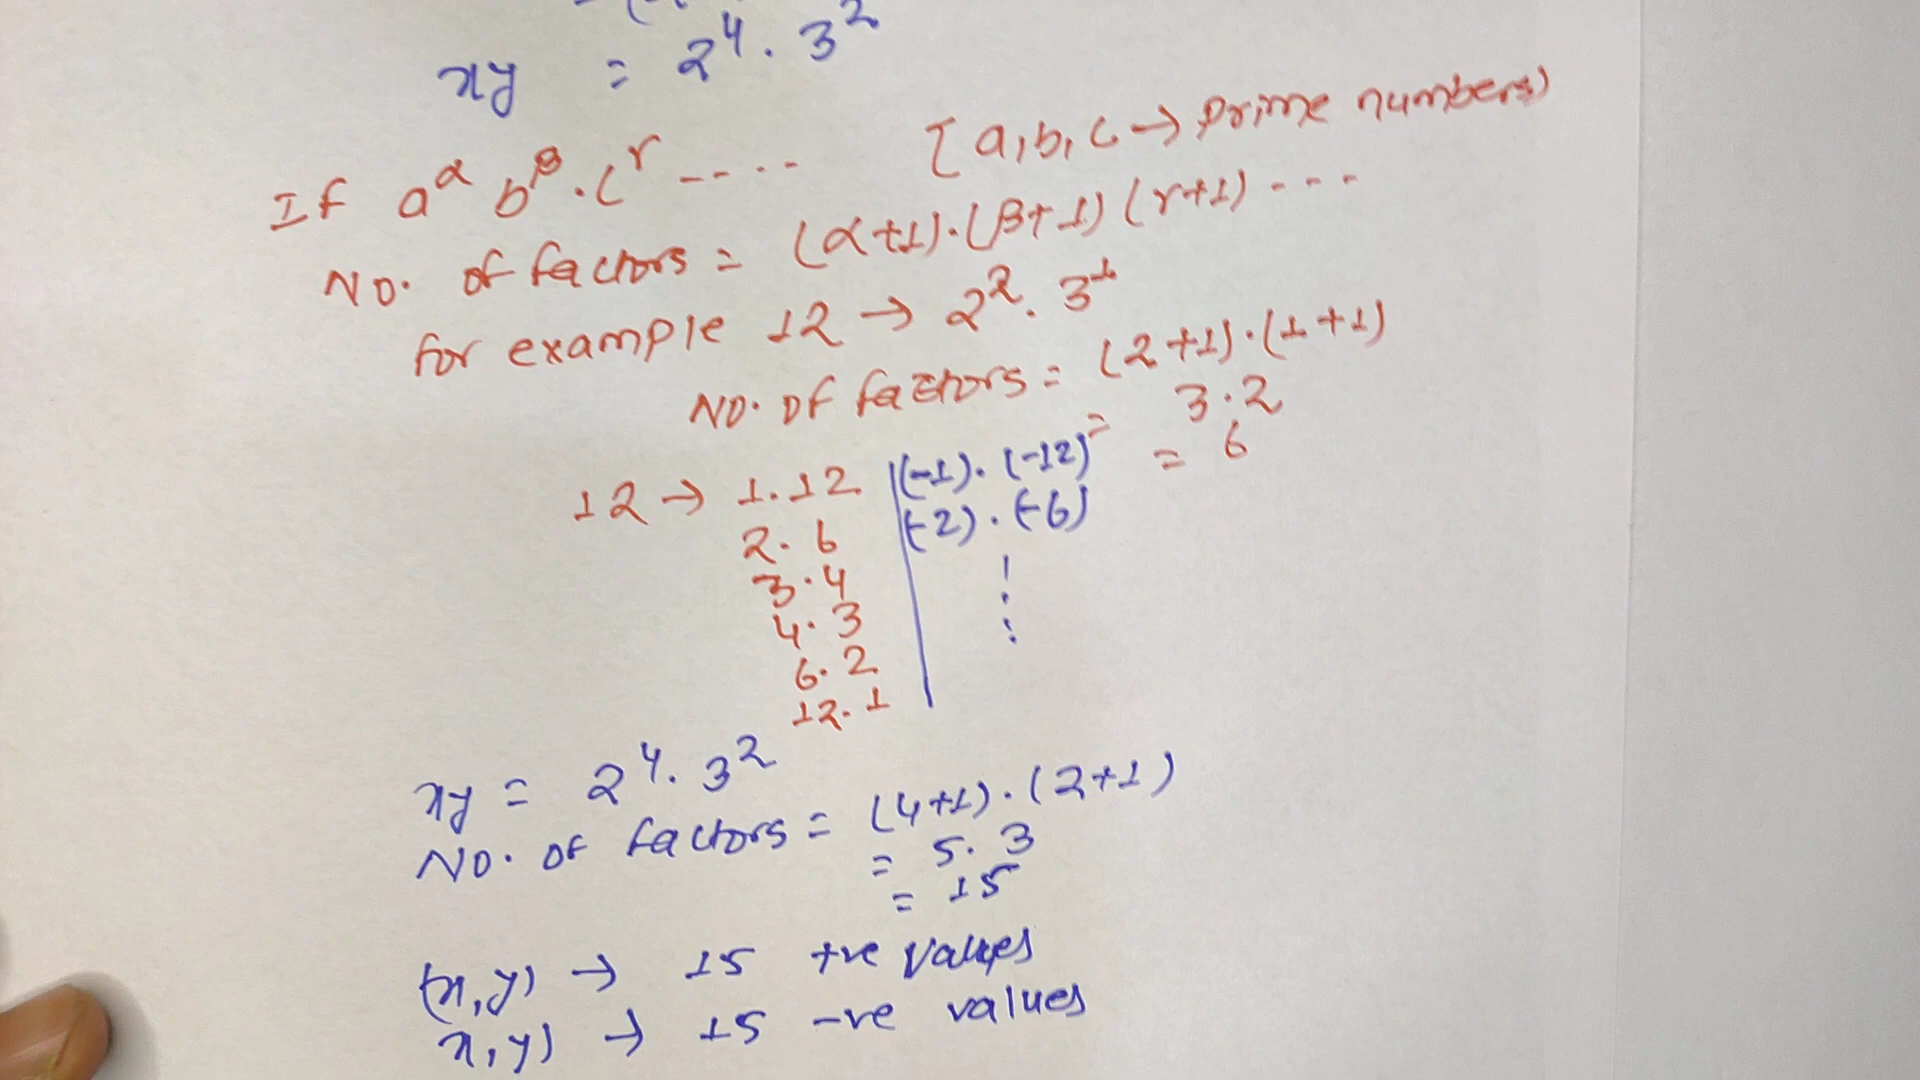 xy = 2⁴. 3²
If a^α b^β . c^r ---- [a,b,c → Prime numbers)
No. of factors = (α+1).(β+1)(r+1)---
for example 12 → 2². 3¹
No. of factors = (2+1).(1+1)
= 3.2
= 6
12 → 1.12 | (-1).(-12)
2.6 | (-2).(-6)
3.4
4.3
6.2
12.1
xy = 2⁴. 3²
No. of factors = (4+1).(2+1)
= 5.3
= 15
(x,y) → 15 +ve values
x,y) → 15 -ve values